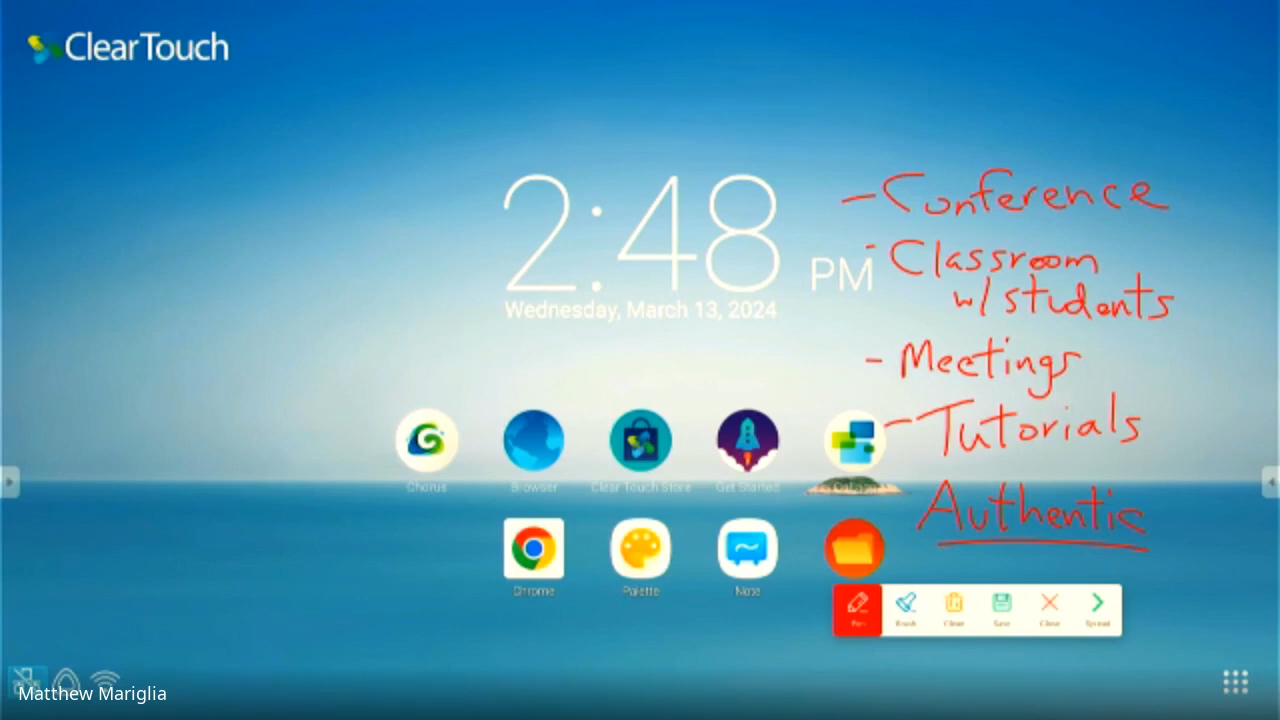 ClearTouch
2:48 PM
Wednesday, March 13, 2024
- Conference
- Classroom
w/ students
- Meetings
- Tutorials
Authentic
Chorus
Browser
Clear Touch Store
Get Started
Chrome
Palette
Note
Pen
Brush
Clear
Save
Close
Spread
Matthew Mariglia